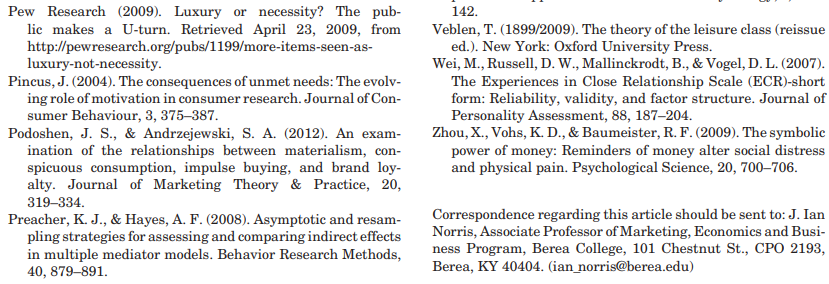 Pew Research (2009). Luxury or necessity? The pub-
lic makes a U-turn. Retrieved April 23, 2009, from
http://pewresearch.org/pubs/1199/more-items-seen-as-
luxury-not-necessity.
Pincus, J. (2004). The consequences of unmet needs: The evolv-
ing role of motivation in consumer research. Journal of Con-
sumer Behaviour, 3, 375–387.
Podoshen, J. S., & Andrzejewski, S. A. (2012). An exam-
ination of the relationships between materialism, con-
spicuous consumption, impulse buying, and brand loy-
alty. Journal of Marketing Theory & Practice, 20,
319–334.
Preacher, K. J., & Hayes, A. F. (2008). Asymptotic and resam-
pling strategies for assessing and comparing indirect effects
in multiple mediator models. Behavior Research Methods,
40, 879–891.
142.
Veblen, T. (1899/2009). The theory of the leisure class (reissue
ed.). New York: Oxford University Press.
Wei, M., Russell, D. W., Mallinckrodt, B., & Vogel, D. L. (2007).
The Experiences in Close Relationship Scale (ECR)-short
form: Reliability, validity, and factor structure. Journal of
Personality Assessment, 88, 187–204.
Zhou, X., Vohs, K. D., & Baumeister, R. F. (2009). The symbolic
power of money: Reminders of money alter social distress
and physical pain. Psychological Science, 20, 700–706.
Correspondence regarding this article should be sent to: J. Ian
Norris, Associate Professor of Marketing, Economics and Busi-
ness Program, Berea College, 101 Chestnut St., CPO 2193,
Berea, KY 40404. (ian_norris@berea.edu)